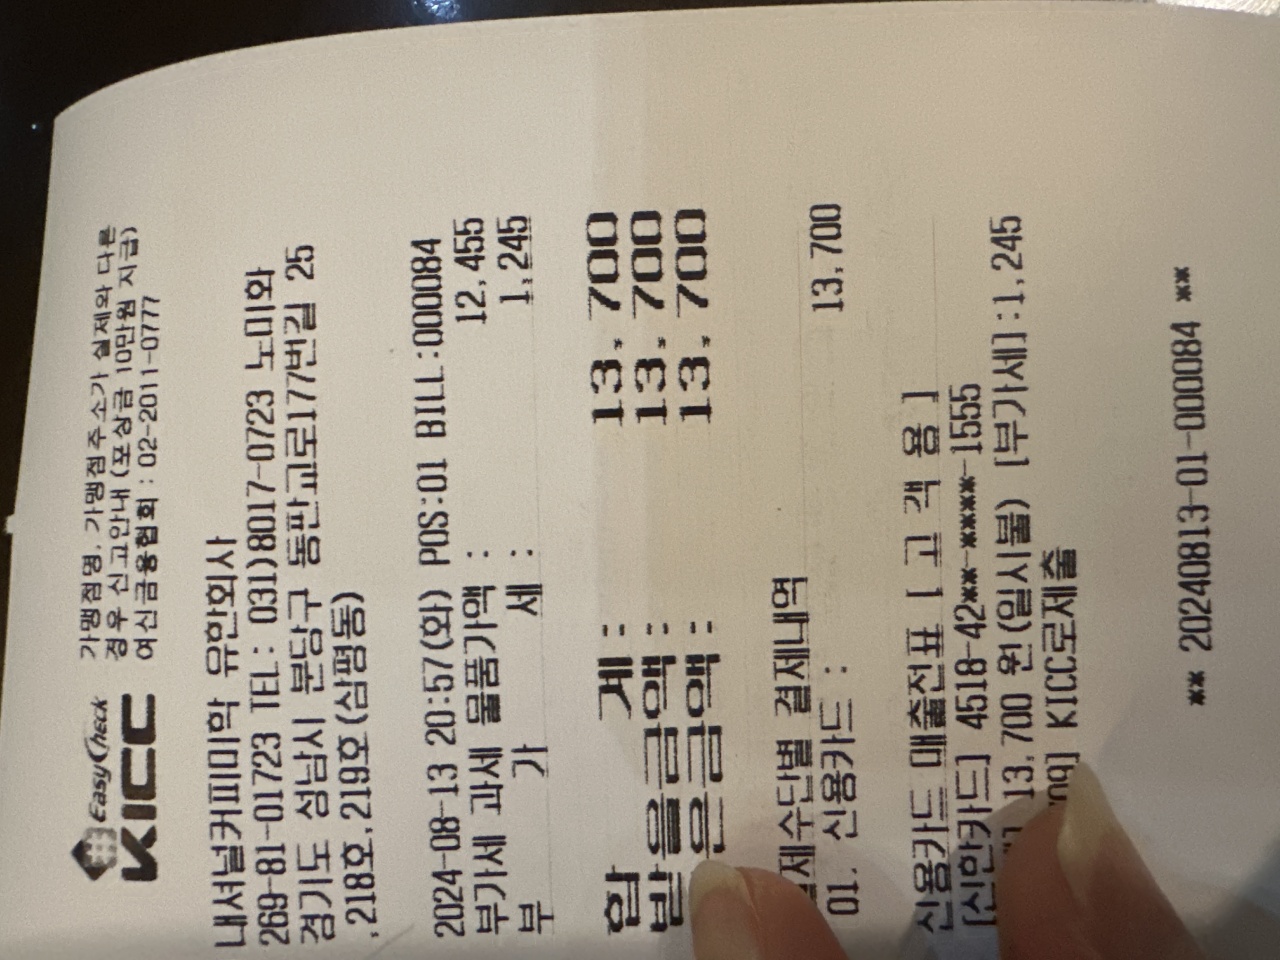 EasyCheck
KICC
가맹점명, 가맹점주소가 실제와 다른
경우 신고안내 (포상금 10만원 지급)
여신금융협회 : 02-2011-0777
내셔널커피미학 유한회사
269-81-01723 TEL: 031)8017-0723 노미화
경기도 성남시 분당구 동판교로177번길 25
,218호,219호(삼평동)
2024-08-13 20:57(화) POS:01 BILL:000084
부가세 과세 물품가액 : 12,455
부 가 세 : 1,245
합 계: 13,700
받을금액: 13,700
받은금액: 13,700
결제수단별 결제내역
01. 신용카드 : 13,700
신용카드 매출전표 [ 고 객 용 ]
[신한카드] 4518-42**-****-1555
13,700 원(일시불) [부가세]:1,245
KICC로제출
** 20240813-01-000084 **